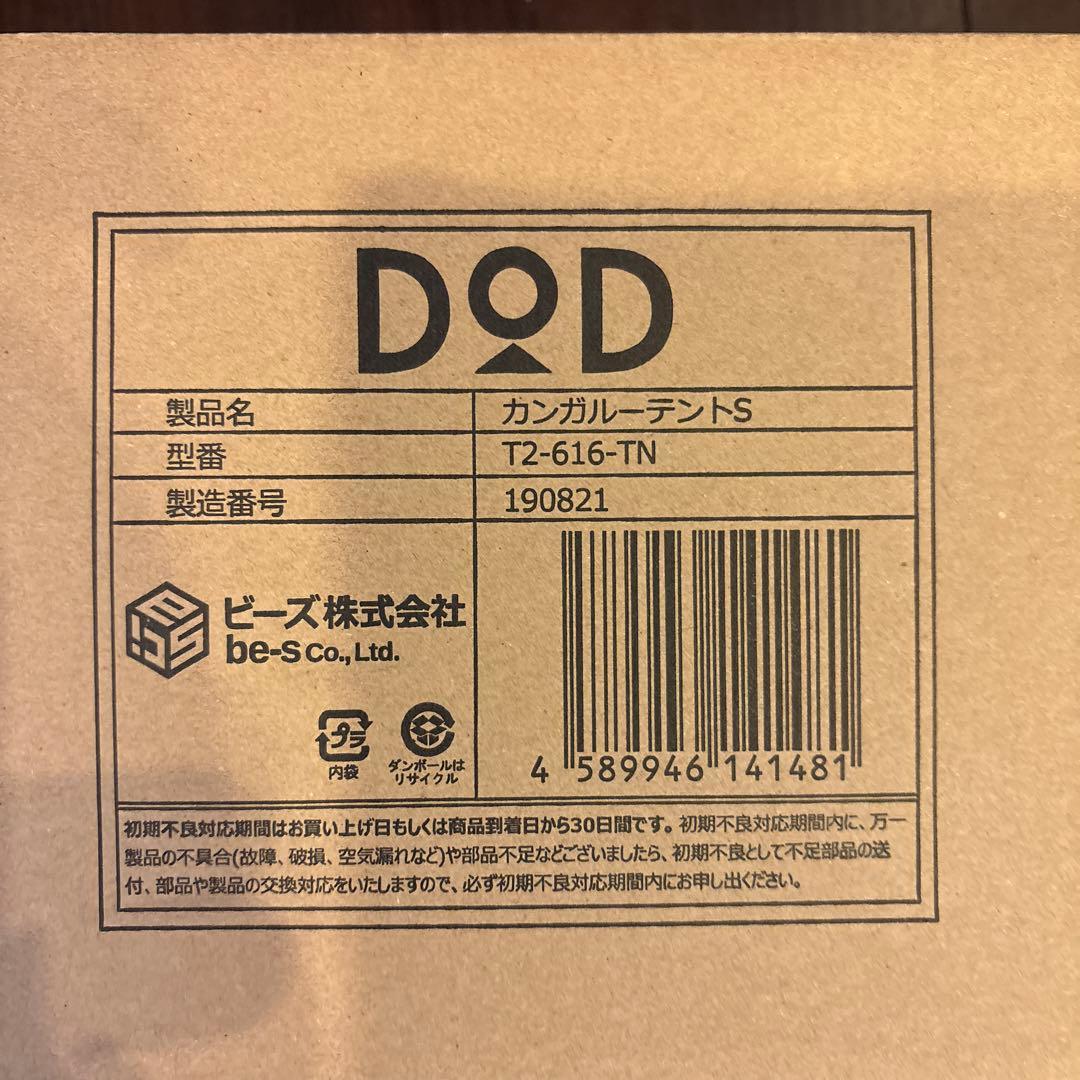 DOD
製品名 カンガルーテントS
型番 T2-616-TN
製造番号 190821
ビーズ株式会社
be-s Co., Ltd.
プラ
内袋
ダンボールは
リサイクル
4 589946 141481
初期不良対応期間はお買い上げ日もしくは商品到着日から30日間です。初期不良対応期間内に、万一
製品の不具合(故障、破損、空気漏れなど)や部品不足などございましたら、初期不良として不足部品の送
付、部品や製品の交換対応をいたしますので、必ず初期不良対応期間内にお申し出ください。